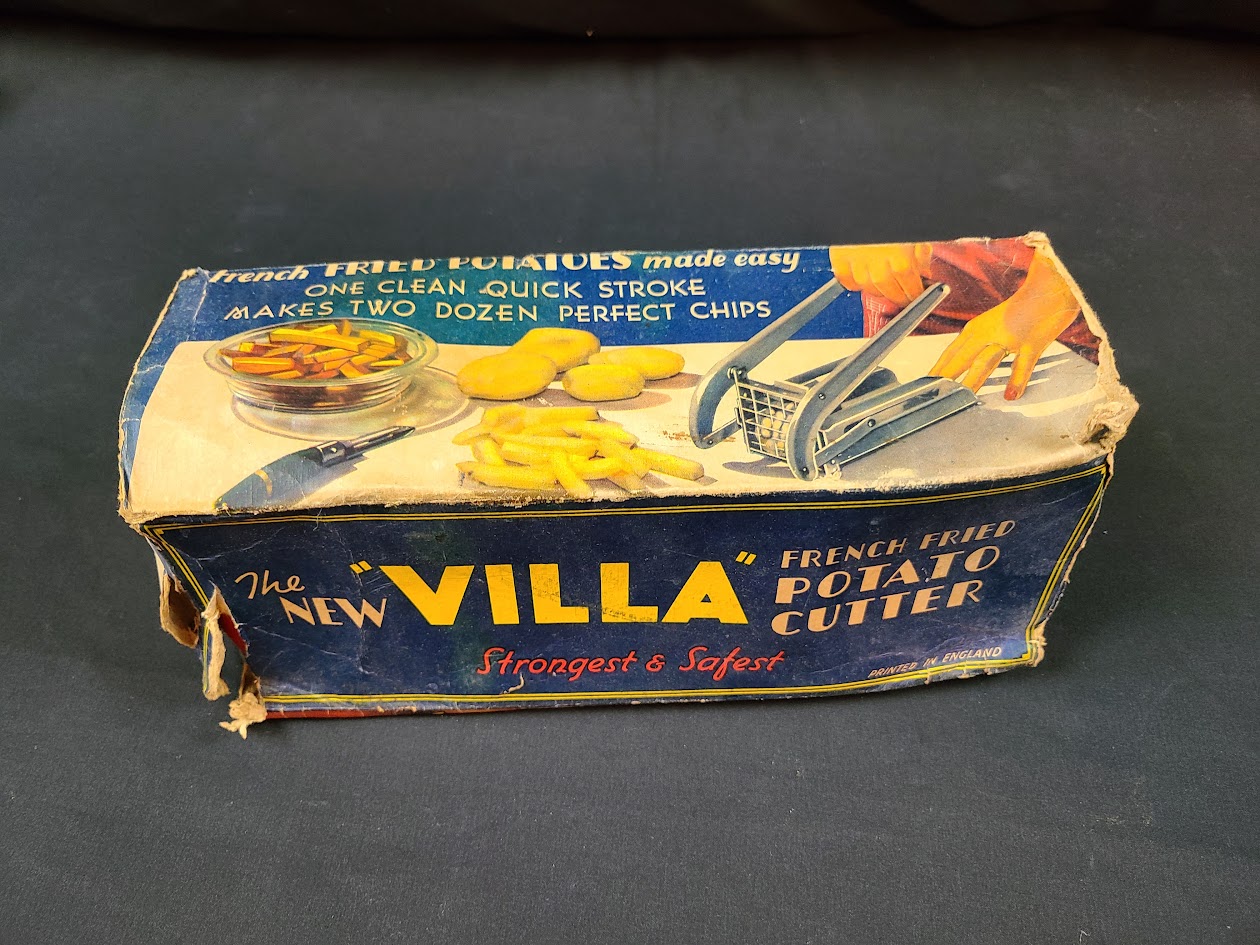 french FRIED POTATOES made easy
ONE CLEAN QUICK STROKE
MAKES TWO DOZEN PERFECT CHIPS
The NEW "VILLA" FRENCH FRIED POTATO CUTTER
Strongest & Safest
PRINTED IN ENGLAND